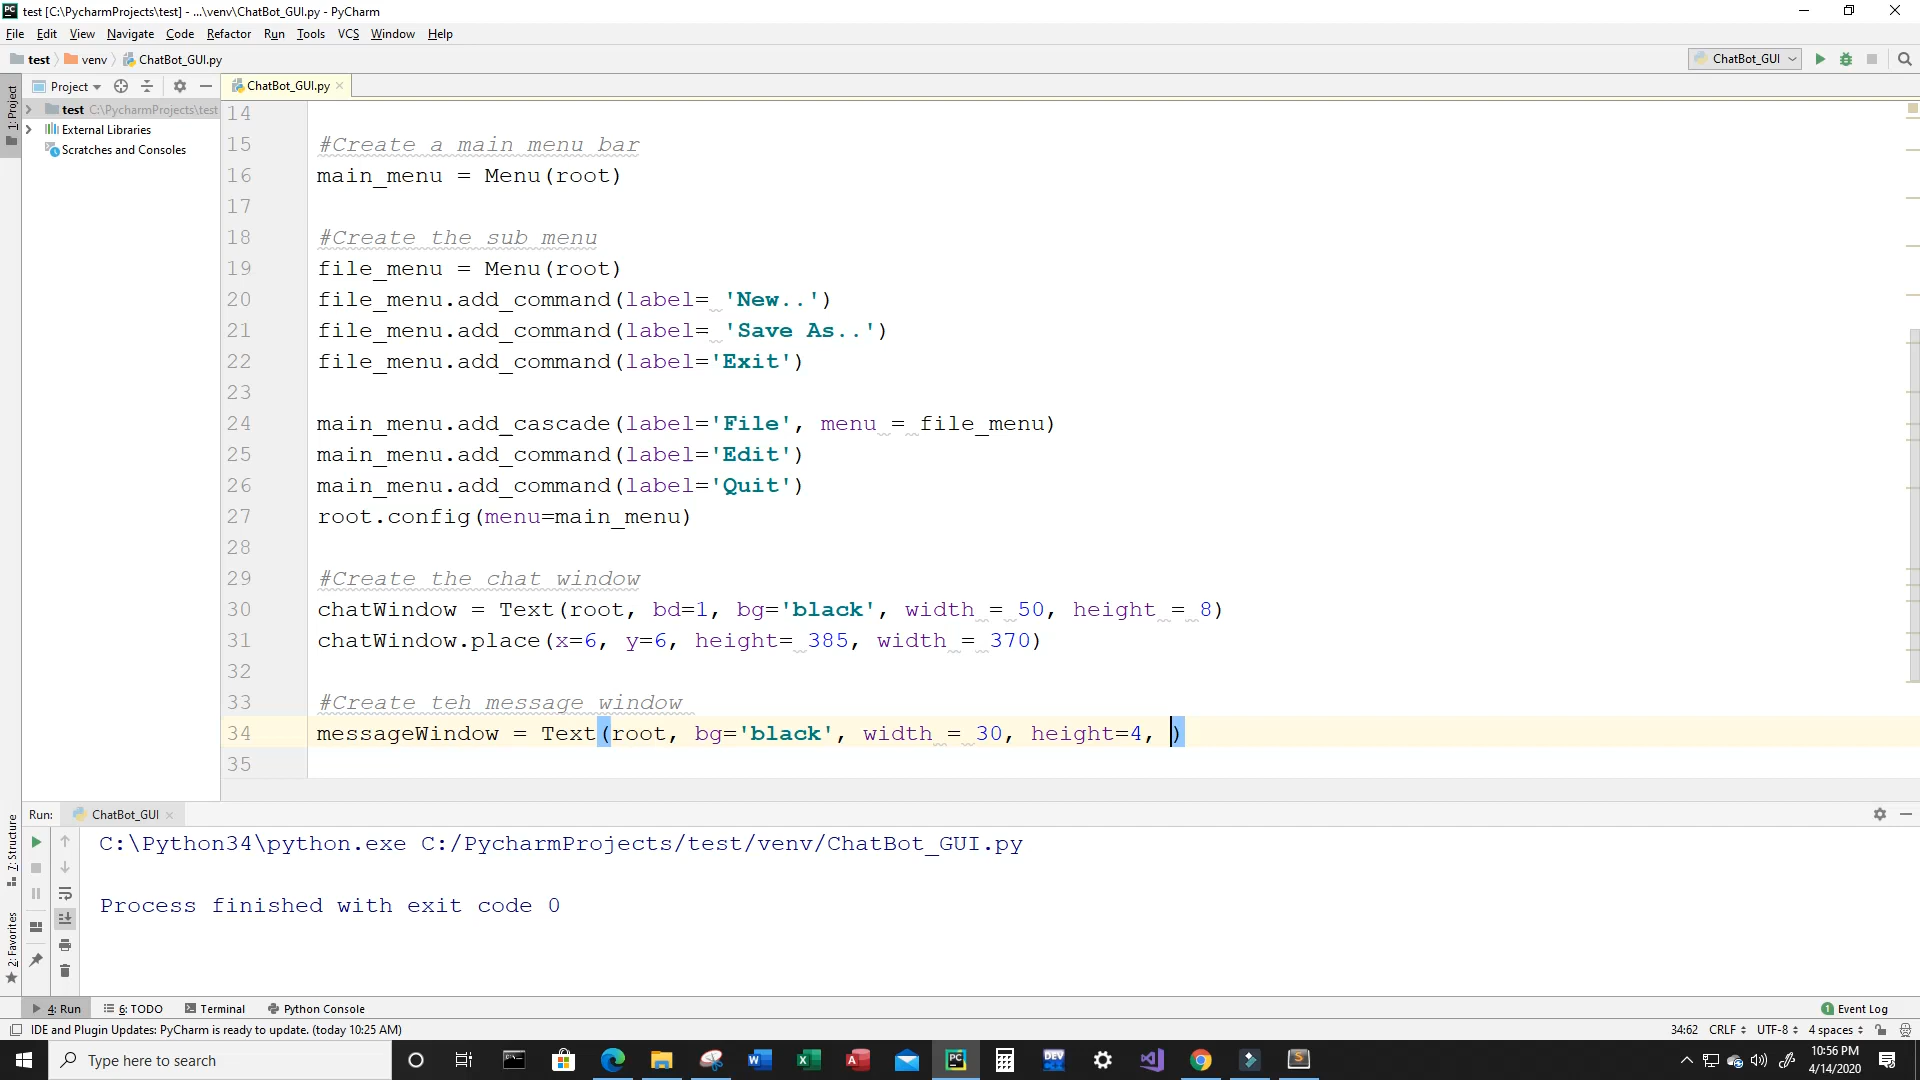 test [C:\PycharmProjects\test] - ...\venv\ChatBot_GUI.py - PyCharm
File Edit View Navigate Code Refactor Run Tools VCS Window Help
test venv ChatBot_GUI.py ChatBot_GUI
1: Project Project ChatBot_GUI.py
test C:\PycharmProjects\test
External Libraries
Scratches and Consoles
14
15 #Create a main menu bar
16 main_menu = Menu(root)
17
18 #Create the sub menu
19 file_menu = Menu(root)
20 file_menu.add_command(label= 'New..')
21 file_menu.add_command(label= 'Save As..')
22 file_menu.add_command(label='Exit')
23
24 main_menu.add_cascade(label='File', menu = file_menu)
25 main_menu.add_command(label='Edit')
26 main_menu.add_command(label='Quit')
27 root.config(menu=main_menu)
28
29 #Create the chat window
30 chatWindow = Text(root, bd=1, bg='black', width = 50, height = 8)
31 chatWindow.place(x=6, y=6, height= 385, width = 370)
32
33 #Create teh message window
34 messageWindow = Text(root, bg='black', width = 30, height=4, )
35
Run: ChatBot_GUI
7: Structure
2: Favorites
C:\Python34\python.exe C:/PycharmProjects/test/venv/ChatBot_GUI.py
Process finished with exit code 0
4: Run 6: TODO Terminal Python Console 1 Event Log
IDE and Plugin Updates: PyCharm is ready to update. (today 10:25 AM) 34:62 CRLF UTF-8 4 spaces
Type here to search
10:56 PM
4/14/2020